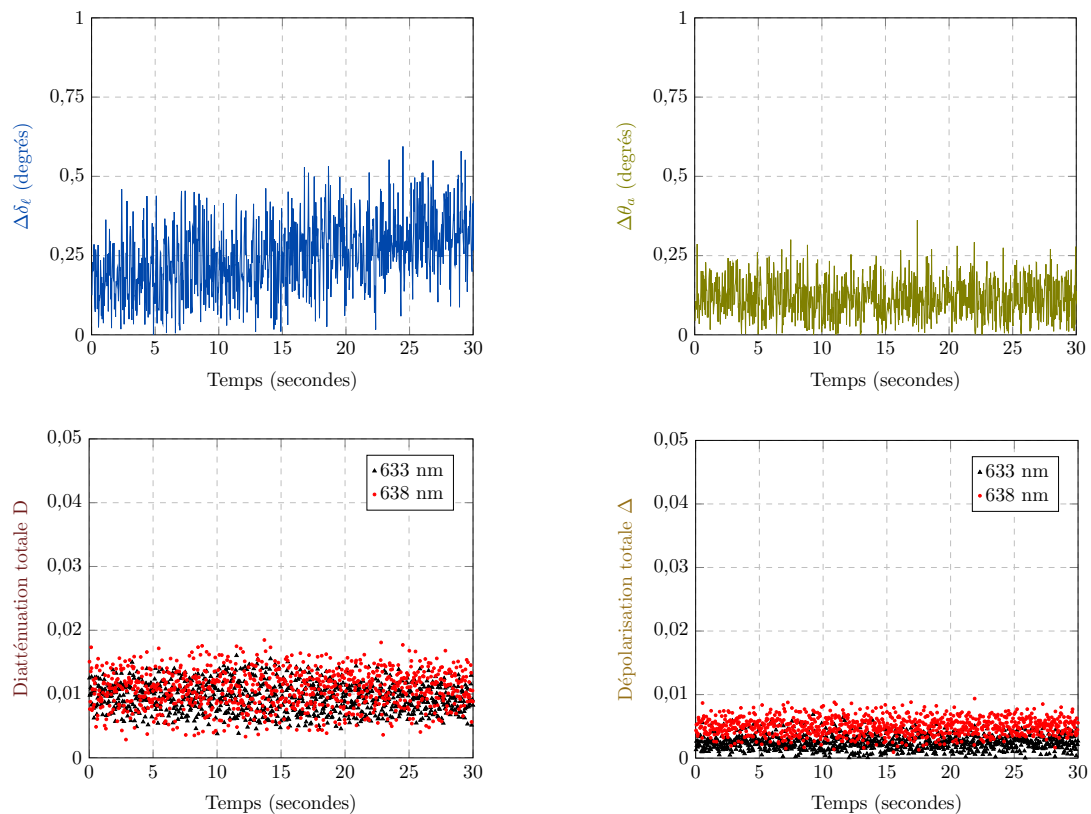 1
0,75
0,5
0,25
0
Δδℓ (degrés)
0 5 10 15 20 25 30
Temps (secondes)
1
0,75
0,5
0,25
0
Δθa (degrés)
0 5 10 15 20 25 30
Temps (secondes)
0,05
0,04
0,03
0,02
0,01
0
Diatténuation totale D
633 nm
638 nm
0 5 10 15 20 25 30
Temps (secondes)
0,05
0,04
0,03
0,02
0,01
0
Dépolarisation totale Δ
633 nm
638 nm
0 5 10 15 20 25 30
Temps (secondes)